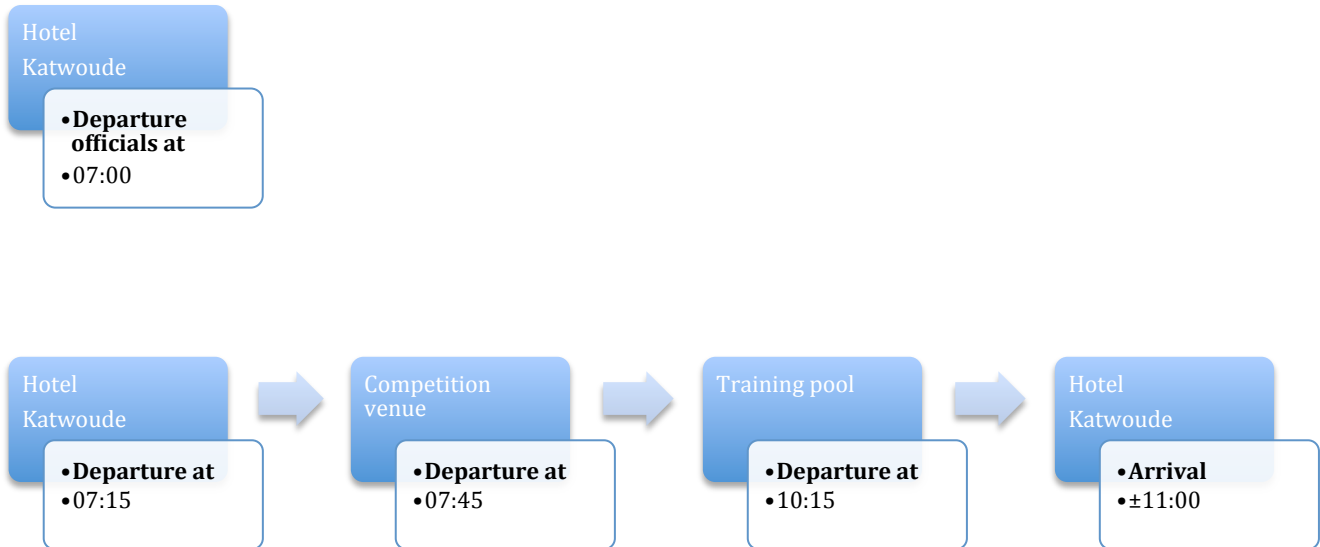 Hotel
Katwoude
•Departure
officials at
•07:00
Hotel
Katwoude
•Departure at
•07:15
Competition
venue
•Departure at
•07:45
Training pool
•Departure at
•10:15
Hotel
Katwoude
•Arrival
•±11:00